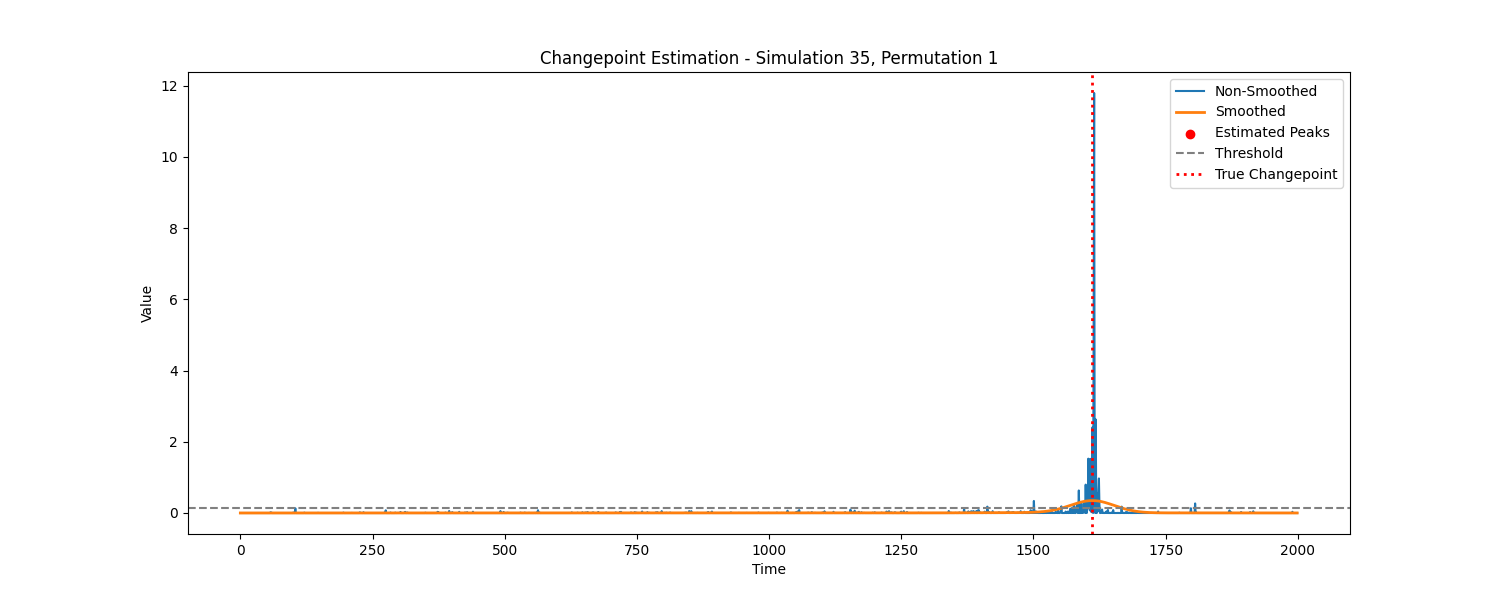 Changepoint Estimation - Simulation 35, Permutation 1
12
10
8
6
4
2
0
Value
Non-Smoothed
Smoothed
Estimated Peaks
Threshold
True Changepoint
0 250 500 750 1000 1250 1500 1750 2000
Time